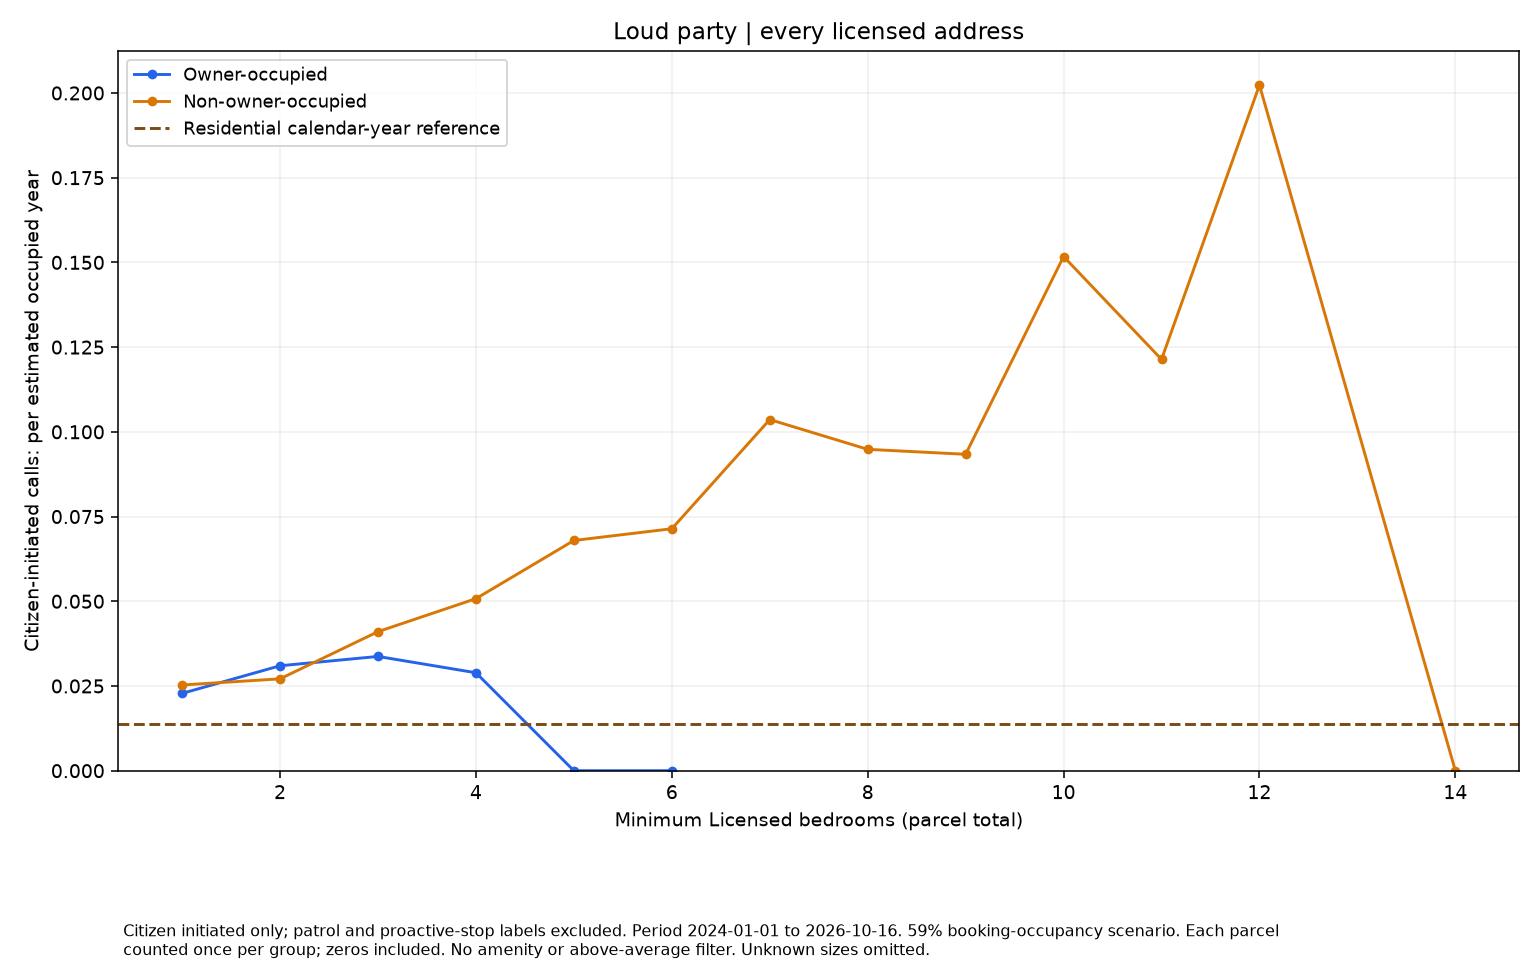 Loud party | every licensed address
Owner-occupied
Non-owner-occupied
Residential calendar-year reference
Citizen-initiated calls: per estimated occupied year
0.200
0.175
0.150
0.125
0.100
0.075
0.050
0.025
0.000
2 4 6 8 10 12 14
Minimum Licensed bedrooms (parcel total)
Citizen initiated only; patrol and proactive-stop labels excluded. Period 2024-01-01 to 2026-10-16. 59% booking-occupancy scenario. Each parcel
counted once per group; zeros included. No amenity or above-average filter. Unknown sizes omitted.